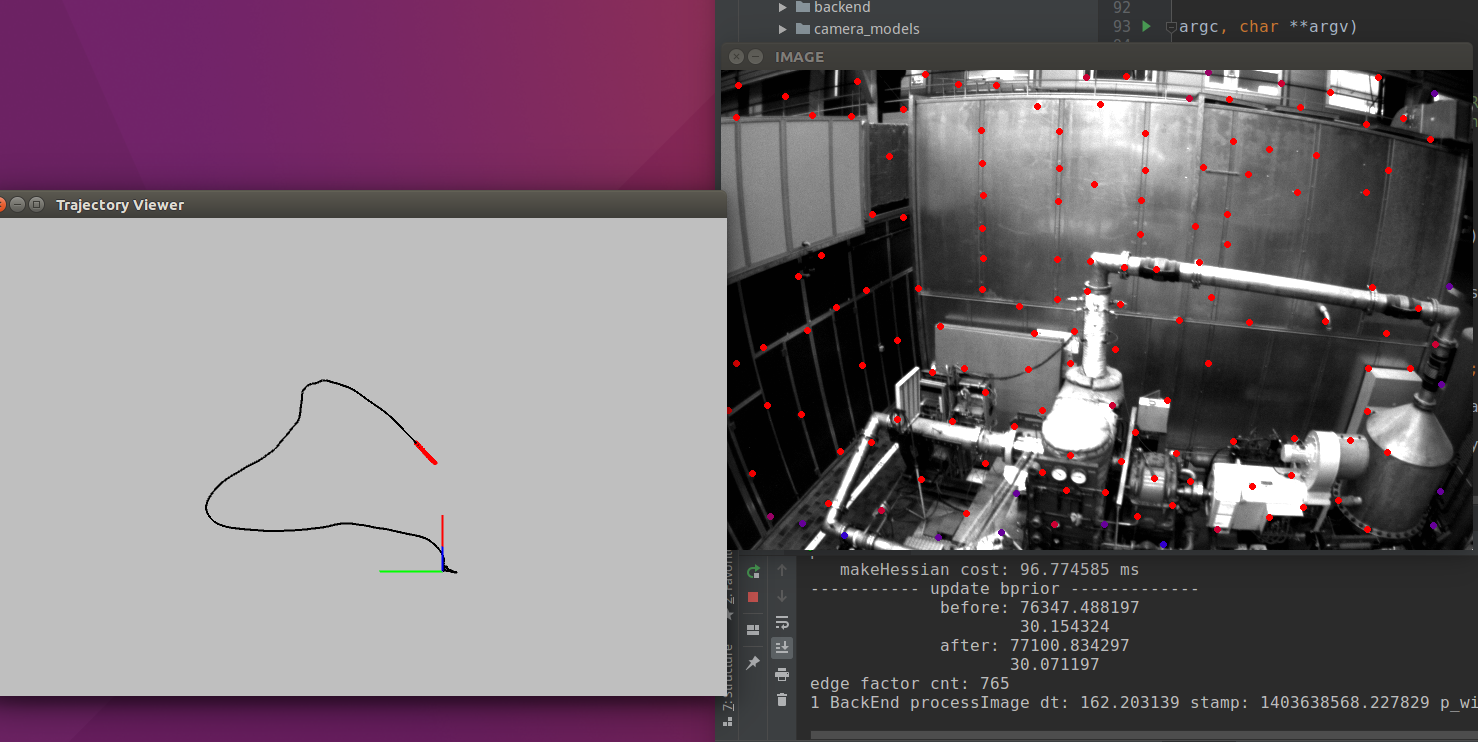 backend
camera_models
92
93
argc, char **argv)
IMAGE
Trajectory Viewer
makeHessian cost: 96.774585 ms
----------- update bprior -------------
before: 76347.488197
30.154324
after: 77100.834297
30.071197
edge factor cnt: 765
1 BackEnd processImage dt: 162.203139 stamp: 1403638568.227829 p_wi
7: Structure